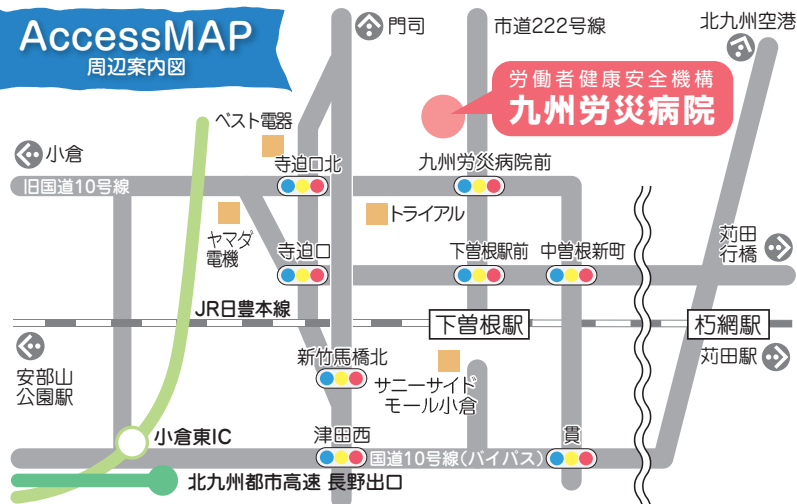 AccessMAP
周辺案内図
門司
市道222号線
北九州空港
労働者健康安全機構
九州労災病院
ベスト電器
小倉
寺迫口北
九州労災病院前
旧国道10号線
ヤマダ
電機
トライアル
寺迫口
下曽根駅前
中曽根新町
苅田
行橋
JR日豊本線
下曽根駅
朽網駅
安部山
公園駅
新竹馬橋北
サニーサイド
モール小倉
苅田駅
小倉東IC
津田西
国道10号線(バイパス)
貫
北九州都市高速 長野出口